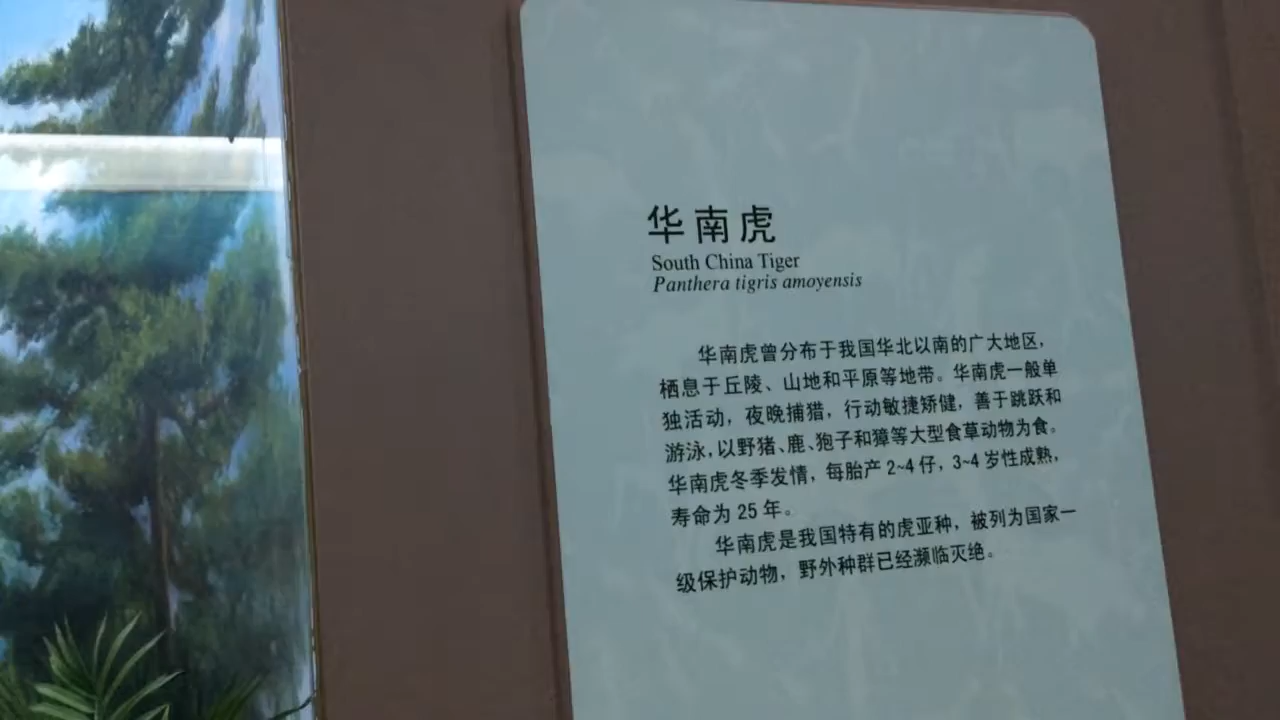 华南虎
South China Tiger
Panthera tigris amoyensis
华南虎曾分布于我国华北以南的广大地区，
栖息于丘陵、山地和平原等地带。华南虎一般单
独活动，夜晚捕猎，行动敏捷矫健，善于跳跃和
游泳，以野猪、鹿、狍子和獐等大型食草动物为食。
华南虎冬季发情，每胎产 2~4 仔，3~4 岁性成熟，
寿命为 25 年。
华南虎是我国特有的虎亚种，被列为国家一
级保护动物，野外种群已经濒临灭绝。